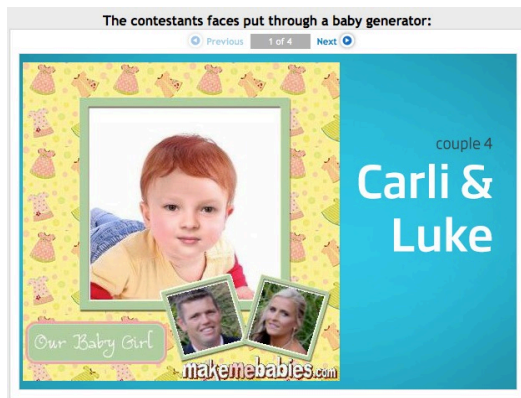 The contestants faces put through a baby generator:
Previous 1 of 4 Next
couple 4
Carli &
Luke
Our Baby Girl
makemebabies.com